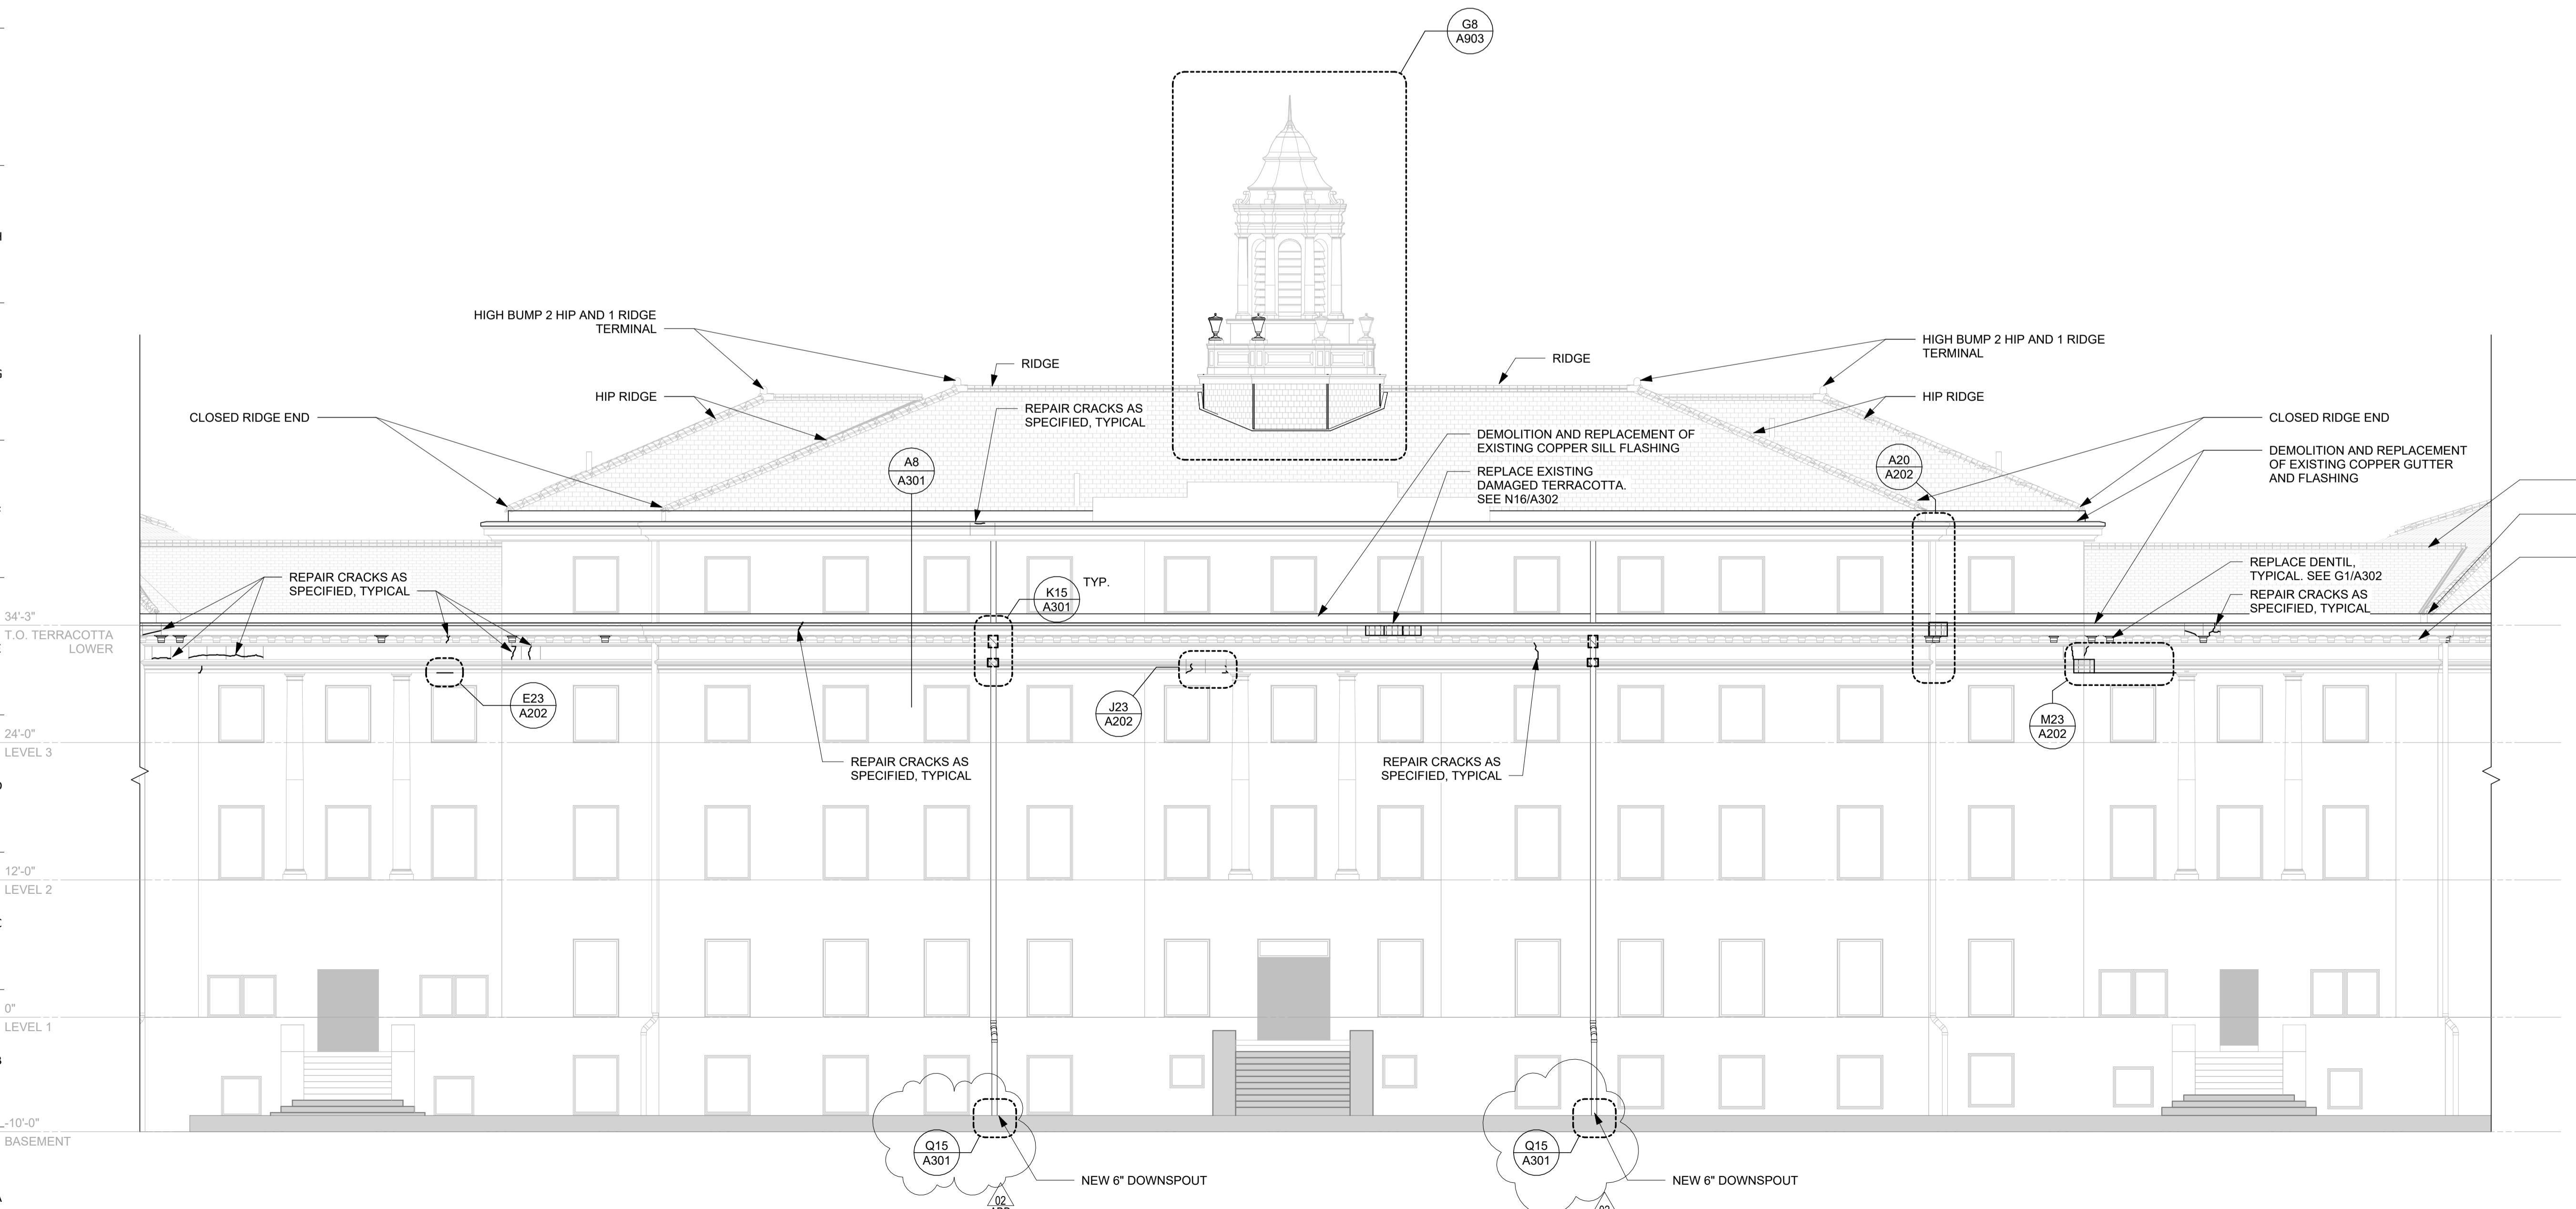 G8
A903
HIGH BUMP 2 HIP AND 1 RIDGE
TERMINAL
RIDGE
RIDGE
HIGH BUMP 2 HIP AND 1 RIDGE
TERMINAL
HIP RIDGE
HIP RIDGE
CLOSED RIDGE END
REPAIR CRACKS AS
SPECIFIED, TYPICAL
CLOSED RIDGE END
DEMOLITION AND REPLACEMENT OF
EXISTING COPPER SILL FLASHING
A8
A301
A20
A202
DEMOLITION AND REPLACEMENT
OF EXISTING COPPER GUTTER
AND FLASHING
REPLACE EXISTING
DAMAGED TERRACOTTA.
SEE N16/A302
REPAIR CRACKS AS
SPECIFIED, TYPICAL
K15
A301
TYP.
REPLACE DENTIL,
TYPICAL. SEE G1/A302
REPAIR CRACKS AS
SPECIFIED, TYPICAL
34'-3"
T.O. TERRACOTTA
LOWER
E23
A202
J23
A202
M23
A202
24'-0"
LEVEL 3
REPAIR CRACKS AS
SPECIFIED, TYPICAL
REPAIR CRACKS AS
SPECIFIED, TYPICAL
12'-0"
LEVEL 2
0"
LEVEL 1
-10'-0"
BASEMENT
Q15
A301
NEW 6" DOWNSPOUT
02
Q15
A301
NEW 6" DOWNSPOUT